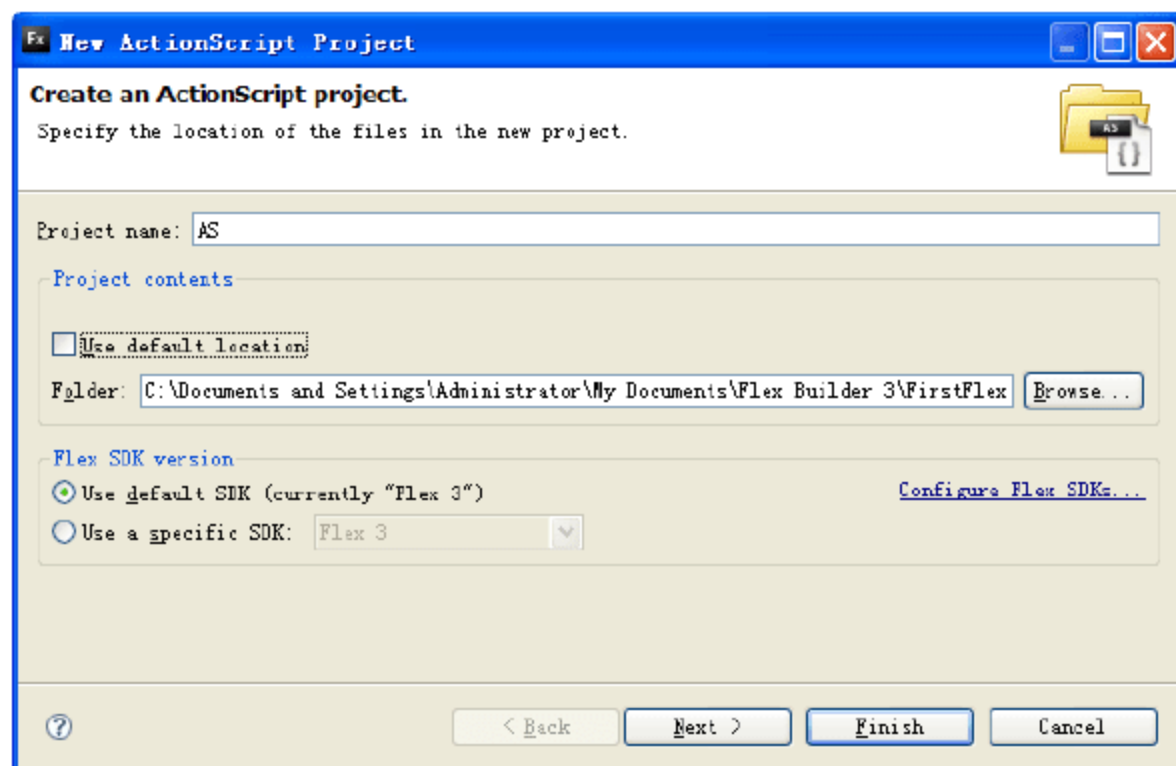 Fx New ActionScript Project
Create an ActionScript project.
Specify the location of the files in the new project.
AS
{}
Project name: AS
Project contents
Use default location
Folder: C:\Documents and Settings\Administrator\My Documents\Flex Builder 3\FirstFlex Browse...
Flex SDK version
Use default SDK (currently "Flex 3") Configure Flex SDKs...
Use a specific SDK: Flex 3
? < Back Next > Finish Cancel